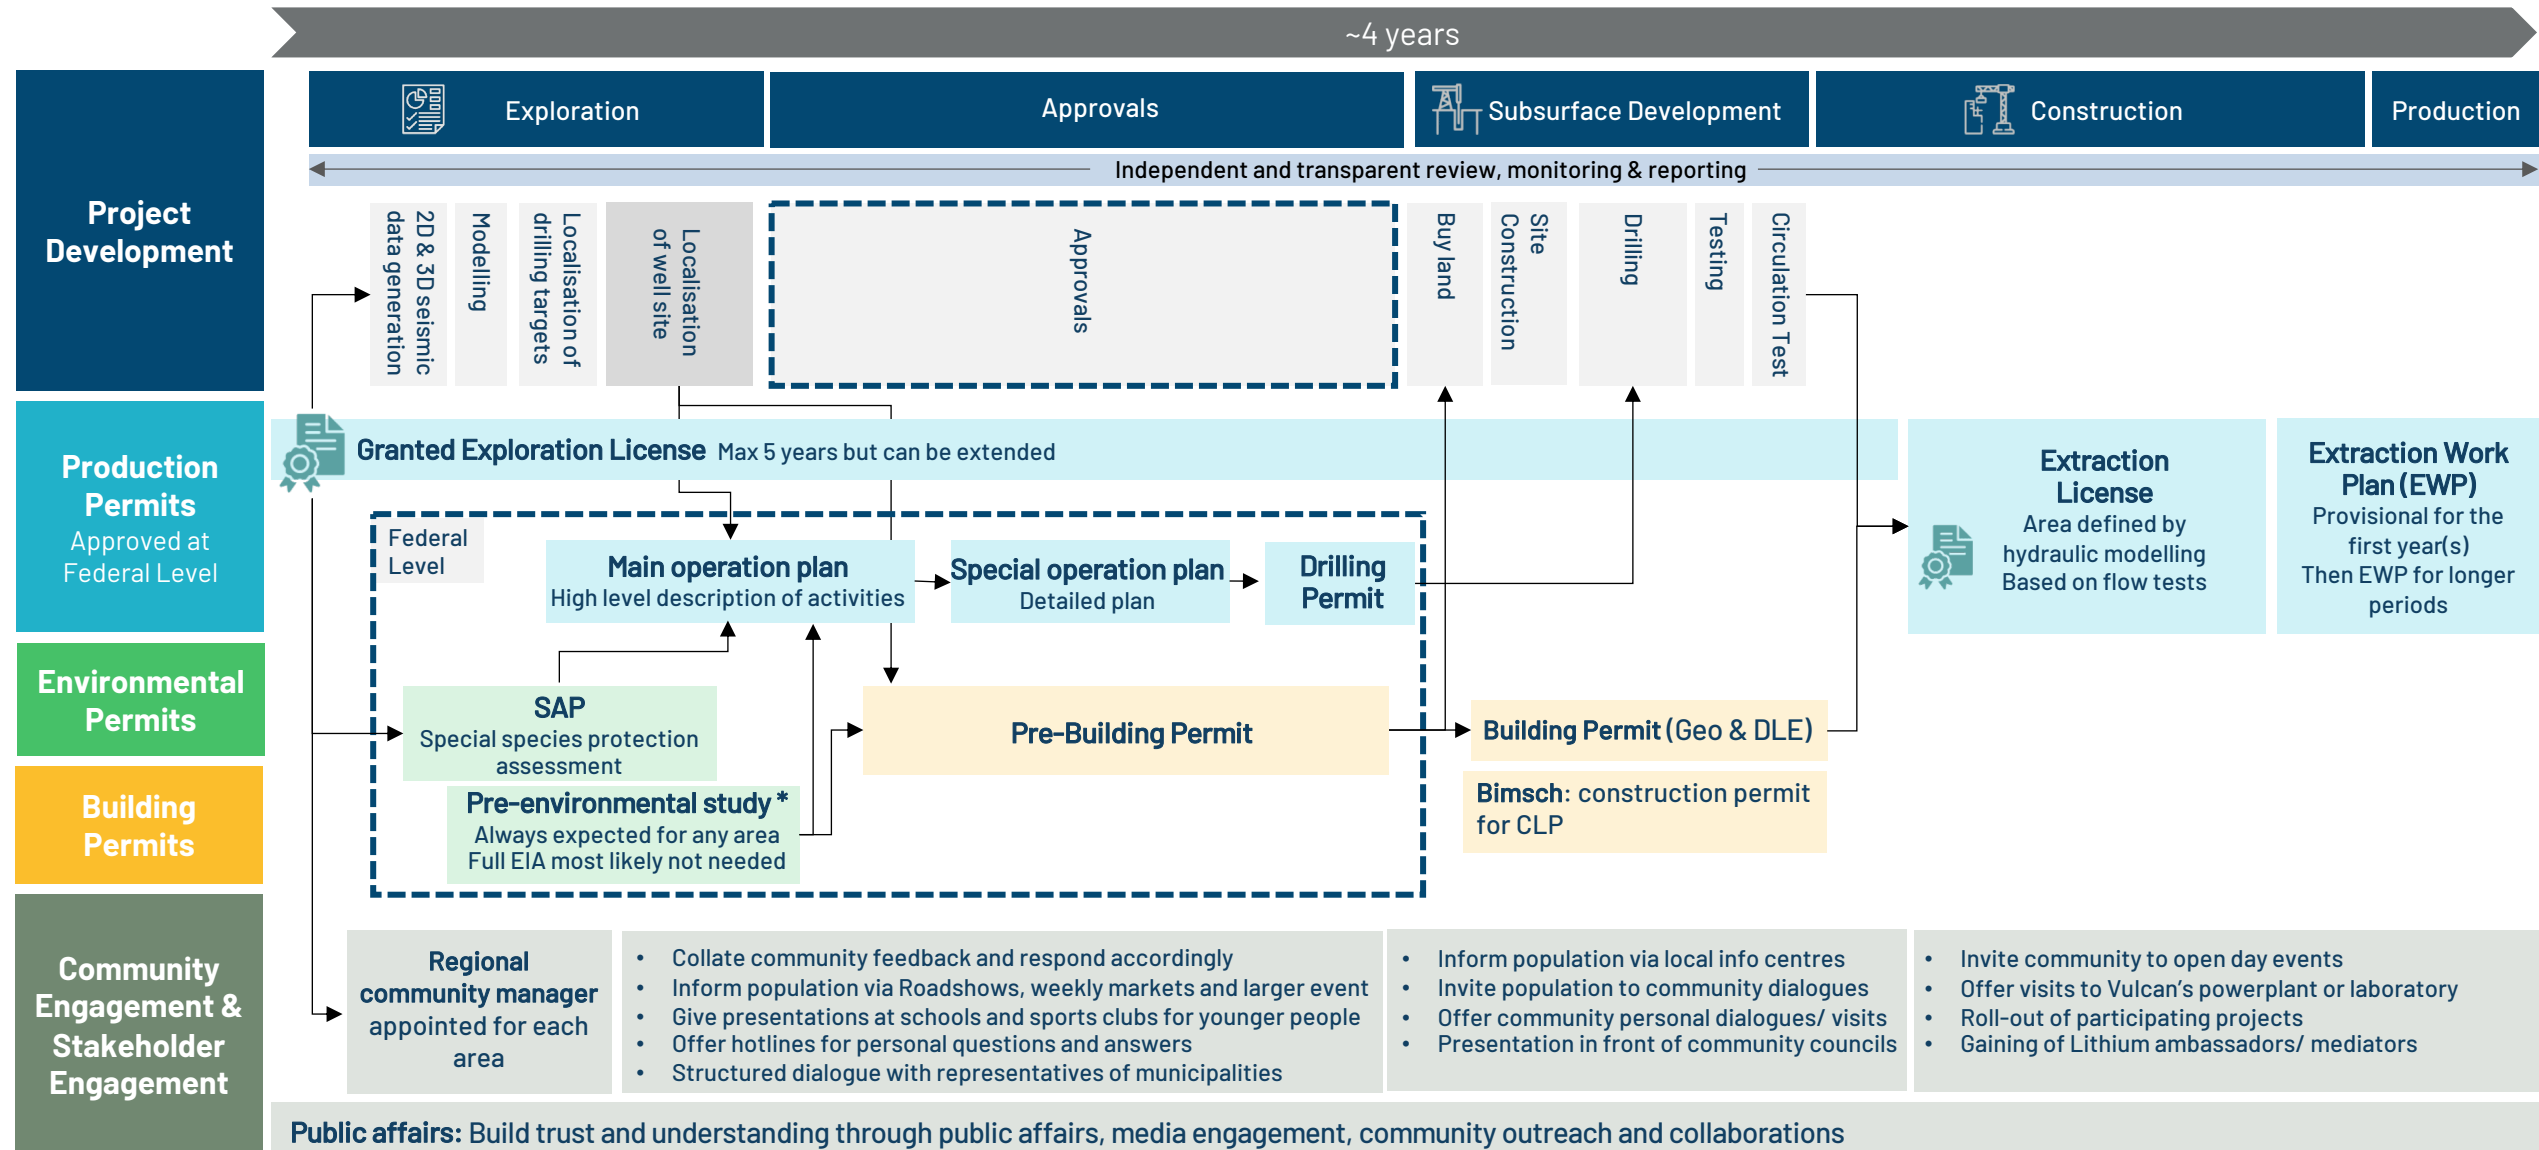 ~4 years
Exploration
Approvals
Subsurface Development
Construction
Production
Independent and transparent review, monitoring & reporting
Project
Development
2D & 3D seismic
data generation
Modelling
Localisation of
drilling targets
Localisation
of well site
Approvals
Buy land
Site
Construction
Drilling
Testing
Circulation Test
Production
Permits
Approved at
Federal Level
Granted Exploration License Max 5 years but can be extended
Extraction
License
Area defined by
hydraulic modelling
Based on flow tests
Extraction Work
Plan (EWP)
Provisional for the
first year(s)
Then EWP for longer
periods
Federal
Level
Main operation plan
High level description of activities
Special operation plan
Detailed plan
Drilling
Permit
Environmental
Permits
SAP
Special species protection
assessment
Pre-Building Permit
Building Permit (Geo & DLE)
Building
Permits
Pre-environmental study *
Always expected for any area
Full EIA most likely not needed
Bimsch: construction permit
for CLP
Community
Engagement &
Stakeholder
Engagement
Regional
community manager
appointed for each
area
• Collate community feedback and respond accordingly
• Inform population via Roadshows, weekly markets and larger event
• Give presentations at schools and sports clubs for younger people
• Offer hotlines for personal questions and answers
• Structured dialogue with representatives of municipalities
• Inform population via local info centres
• Invite population to community dialogues
• Offer community personal dialogues/ visits
• Presentation in front of community councils
• Invite community to open day events
• Offer visits to Vulcan's powerplant or laboratory
• Roll-out of participating projects
• Gaining of Lithium ambassadors/ mediators
Public affairs: Build trust and understanding through public affairs, media engagement, community outreach and collaborations